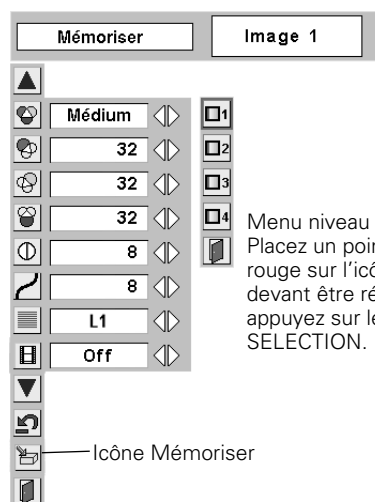 Mémoriser
Image 1
Médium
1
32
2
32
3
32
4
8
8
L1
Off
Menu niveau
Placez un poin
rouge sur l'icô
devant être ré
appuyez sur le
SELECTION.
Icône Mémoriser